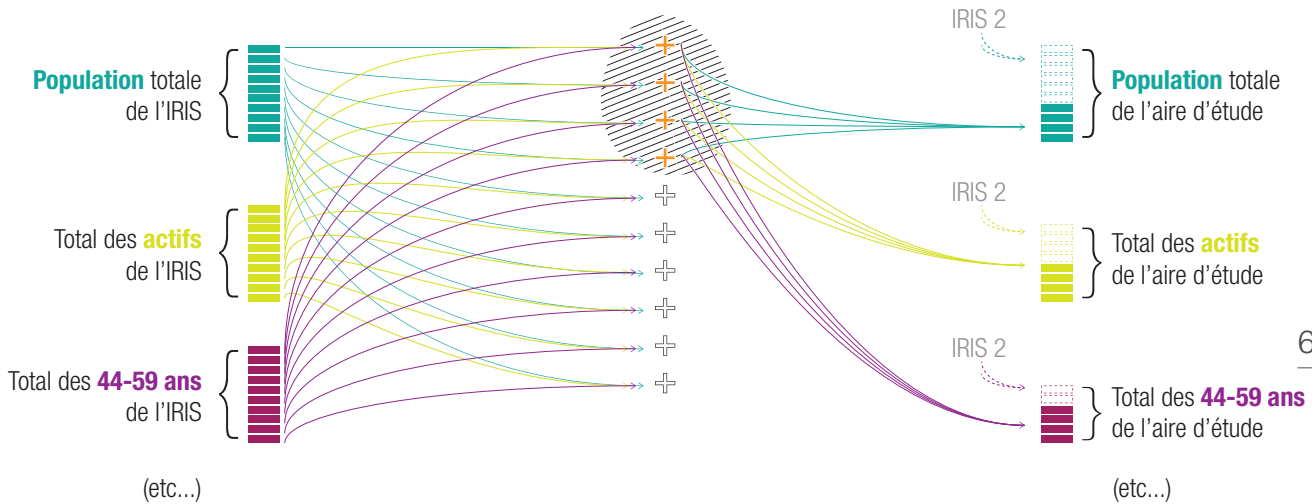 IRIS 2
Population totale
de l’IRIS
Population totale
de l’aire d’étude
IRIS 2
Total des actifs
de l’IRIS
Total des actifs
de l’aire d’étude
IRIS 2
6
Total des 44-59 ans
de l’IRIS
Total des 44-59 ans
de l’aire d’étude
(etc...)
(etc...)